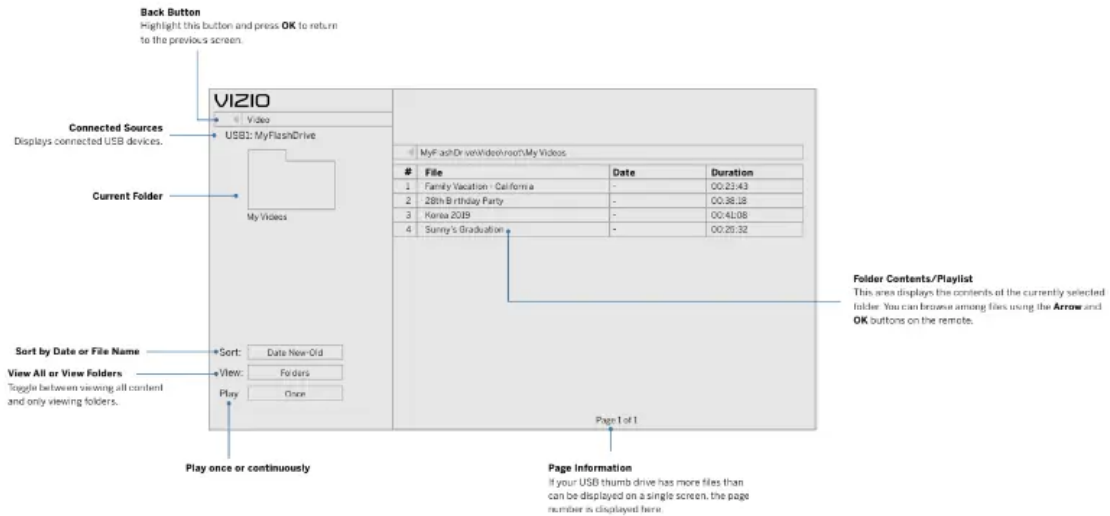 Back Button
Highlight this button and press OK to return
to the previous screen.
VIZIO
Video
Connected Sources
Displays connected USB devices.
USB1: MyFlashDrive
MyFlashDrive\Video\root\My Videos
# File Date Duration
1 Family Vacation - California - 00:23:43
2 28th Birthday Party - 00:38:18
3 Korea 2019 - 00:41:08
4 Sunny's Graduation - 00:25:32
Current Folder
My Videos
Folder Contents/Playlist
This area displays the contents of the currently selected
folder. You can browse among files using the Arrow and
OK buttons on the remote.
Sort by Date or File Name
Sort: Date New-Old
View All or View Folders
Toggle between viewing all content
and only viewing folders.
View: Folders
Play Once
Page 1 of 1
Play once or continuously
Page Information
If your USB thumb drive has more files than
can be displayed on a single screen, the page
number is displayed here.